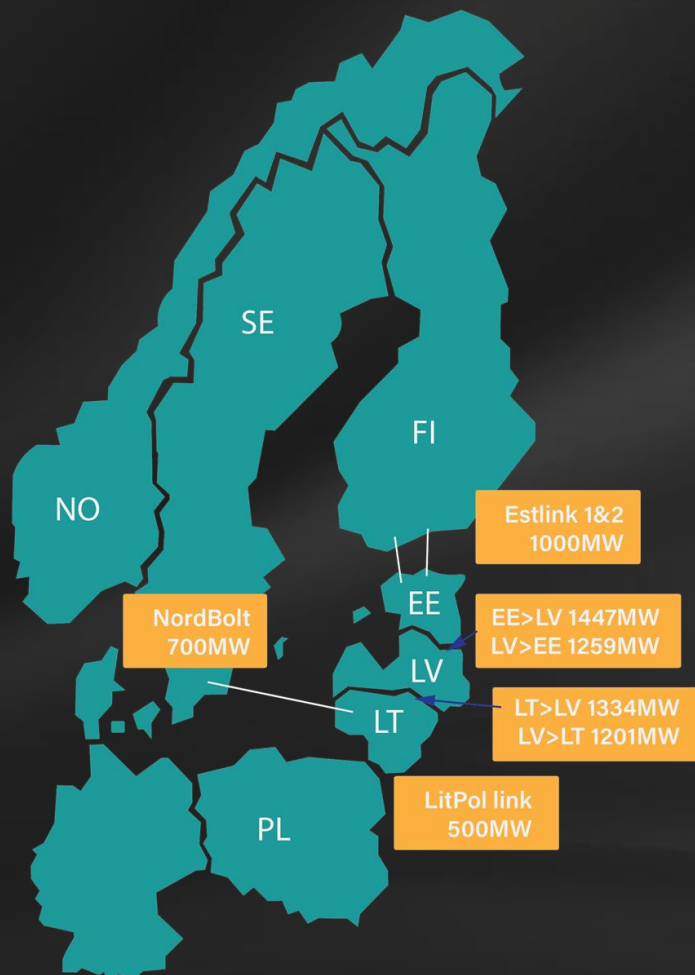 SE
FI
NO
Estlink 1&2
1000MW
EE
NordBolt
700MW
EE>LV 1447MW
LV>EE 1259MW
LV
LT
LT>LV 1334MW
LV>LT 1201MW
LitPol link
500MW
PL